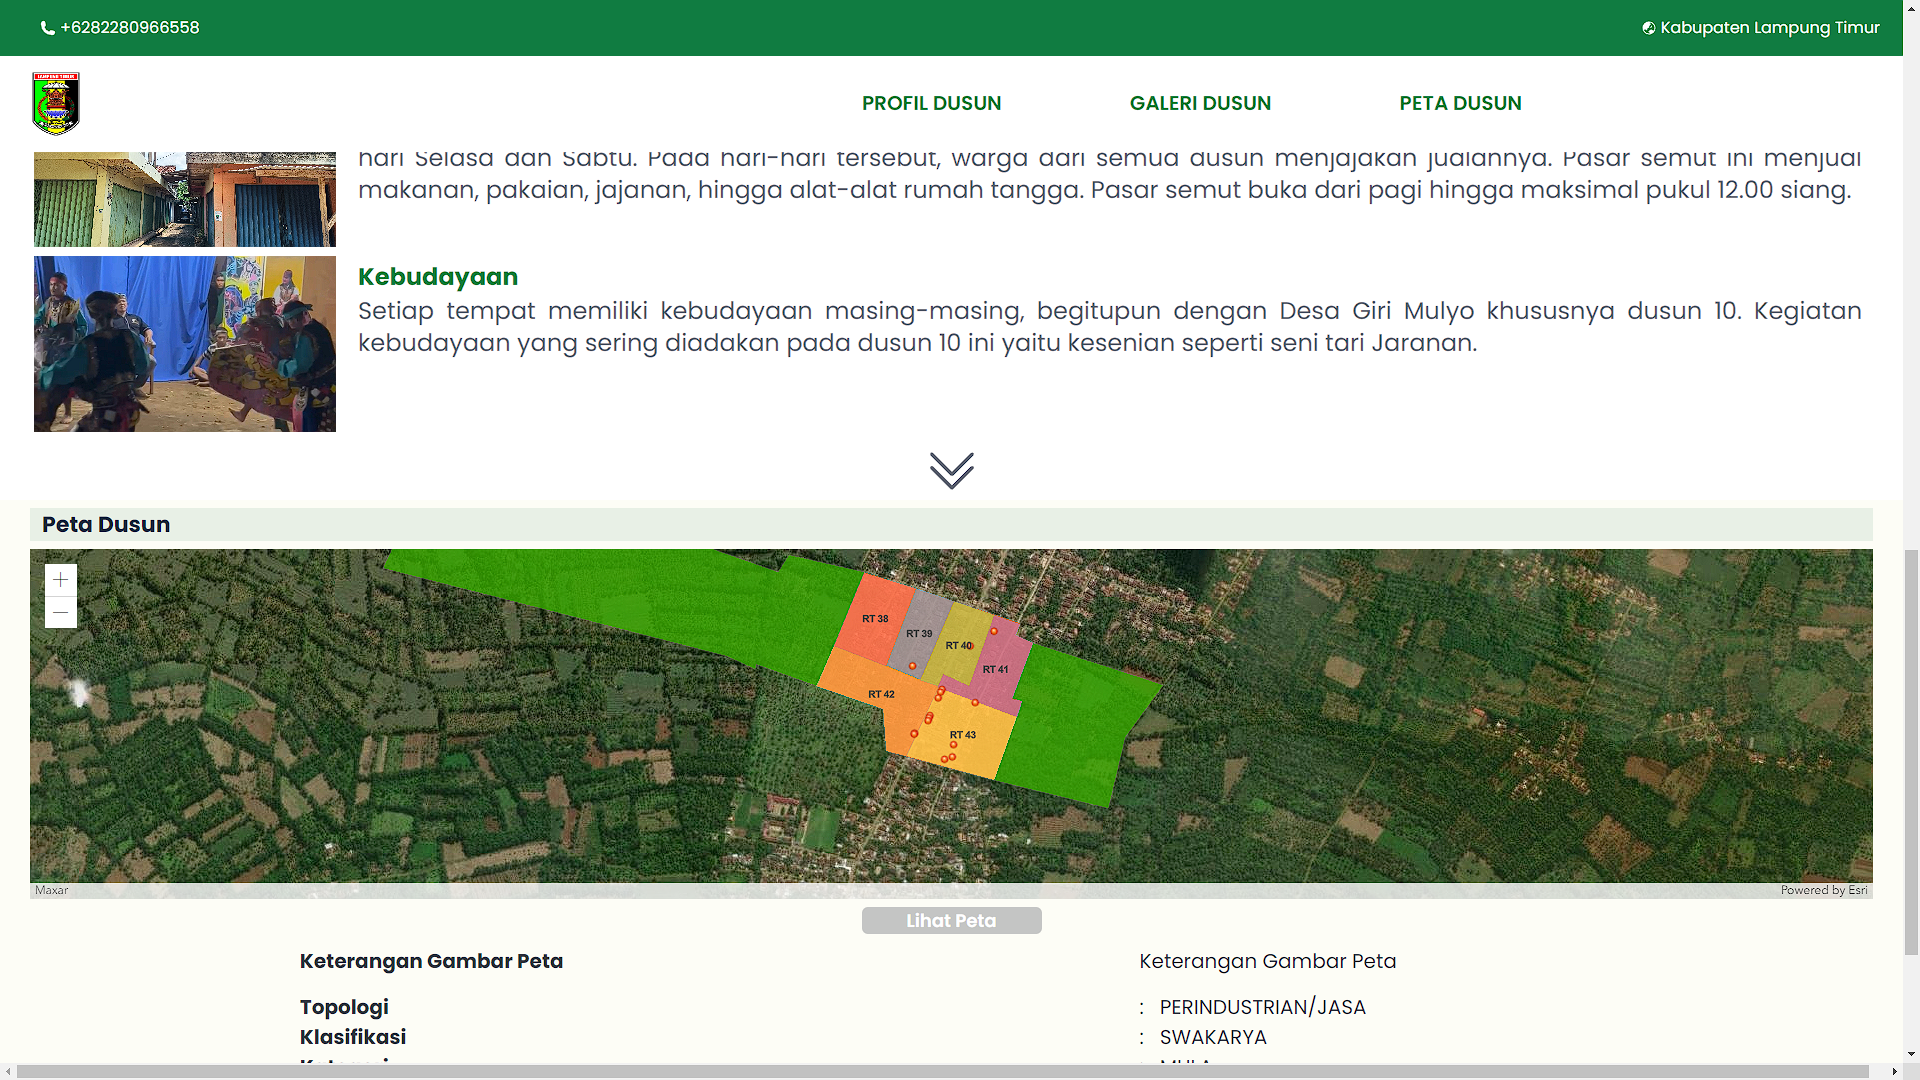 +6282280966558
Kabupaten Lampung Timur
LAMPUNG TIMUR
PROFIL DUSUN
GALERI DUSUN
PETA DUSUN
hari Selasa dan Sabtu. Pada hari-hari tersebut, warga dari semua dusun menjajakan jualannya. Pasar semut ini menjual
makanan, pakaian, jajanan, hingga alat-alat rumah tangga. Pasar semut buka dari pagi hingga maksimal pukul 12.00 siang.
Kebudayaan
Setiap tempat memiliki kebudayaan masing-masing, begitupun dengan Desa Giri Mulyo khususnya dusun 10. Kegiatan
kebudayaan yang sering diadakan pada dusun 10 ini yaitu kesenian seperti seni tari Jaranan.
Peta Dusun
RT 38
RT 39
RT 40
RT 41
RT 42
RT 43
Maxar
Powered by Esri
Lihat Peta
Keterangan Gambar Peta
Keterangan Gambar Peta
Topologi
: PERINDUSTRIAN/JASA
Klasifikasi
: SWAKARYA